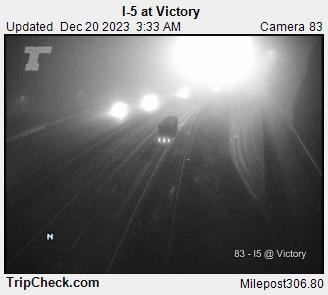 I-5 at Victory
Updated Dec 20 2023 3:33 AM Camera 83
T
N
83 - I5 @ Victory
TripCheck.com Milepost306.80